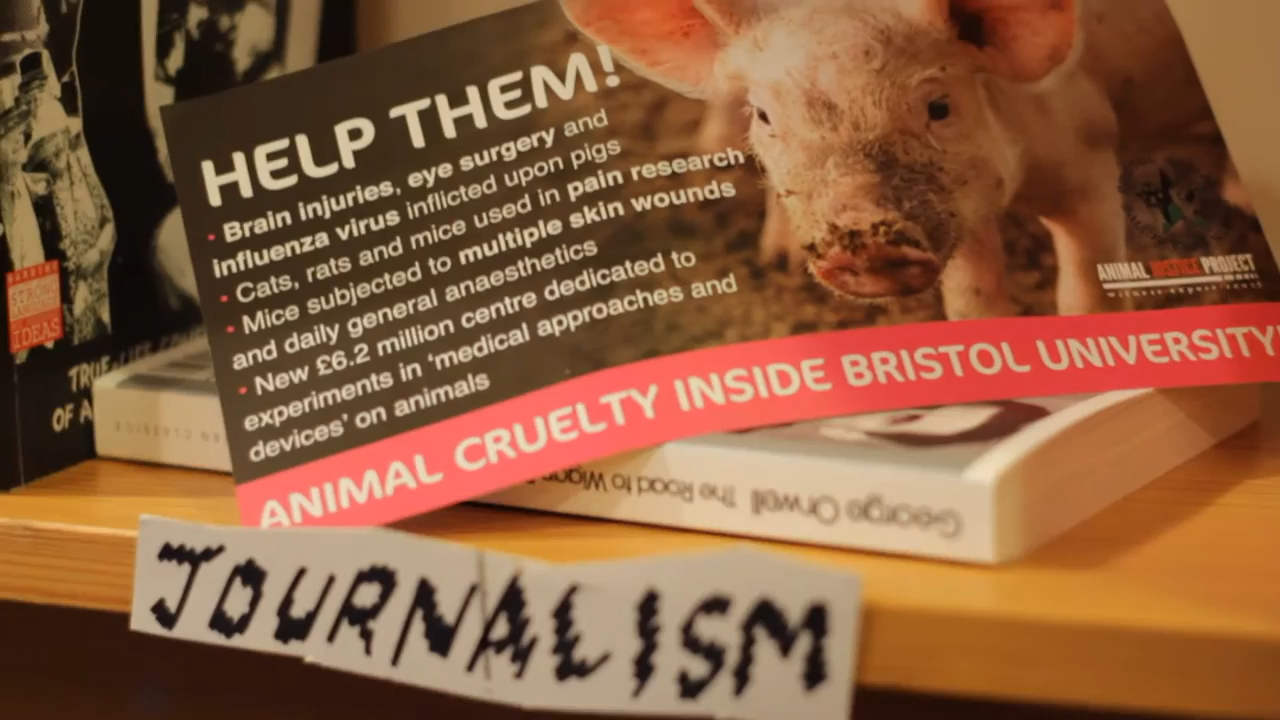 HELP THEM!
• Brain injuries, eye surgery and
influenza virus inflicted upon pigs
• Cats, rats and mice used in pain research
• Mice subjected to multiple skin wounds
and daily general anaesthetics
• New £6.2 million centre dedicated to
experiments in 'medical approaches and
devices' on animals
ANIMAL JUSTICE PROJECT
ANIMAL CRUELTY INSIDE BRISTOL UNIVERSITY
STRONG
IDEAS
TRUE
OF A
George Orwell The Road to Wigan
JOURNALISM